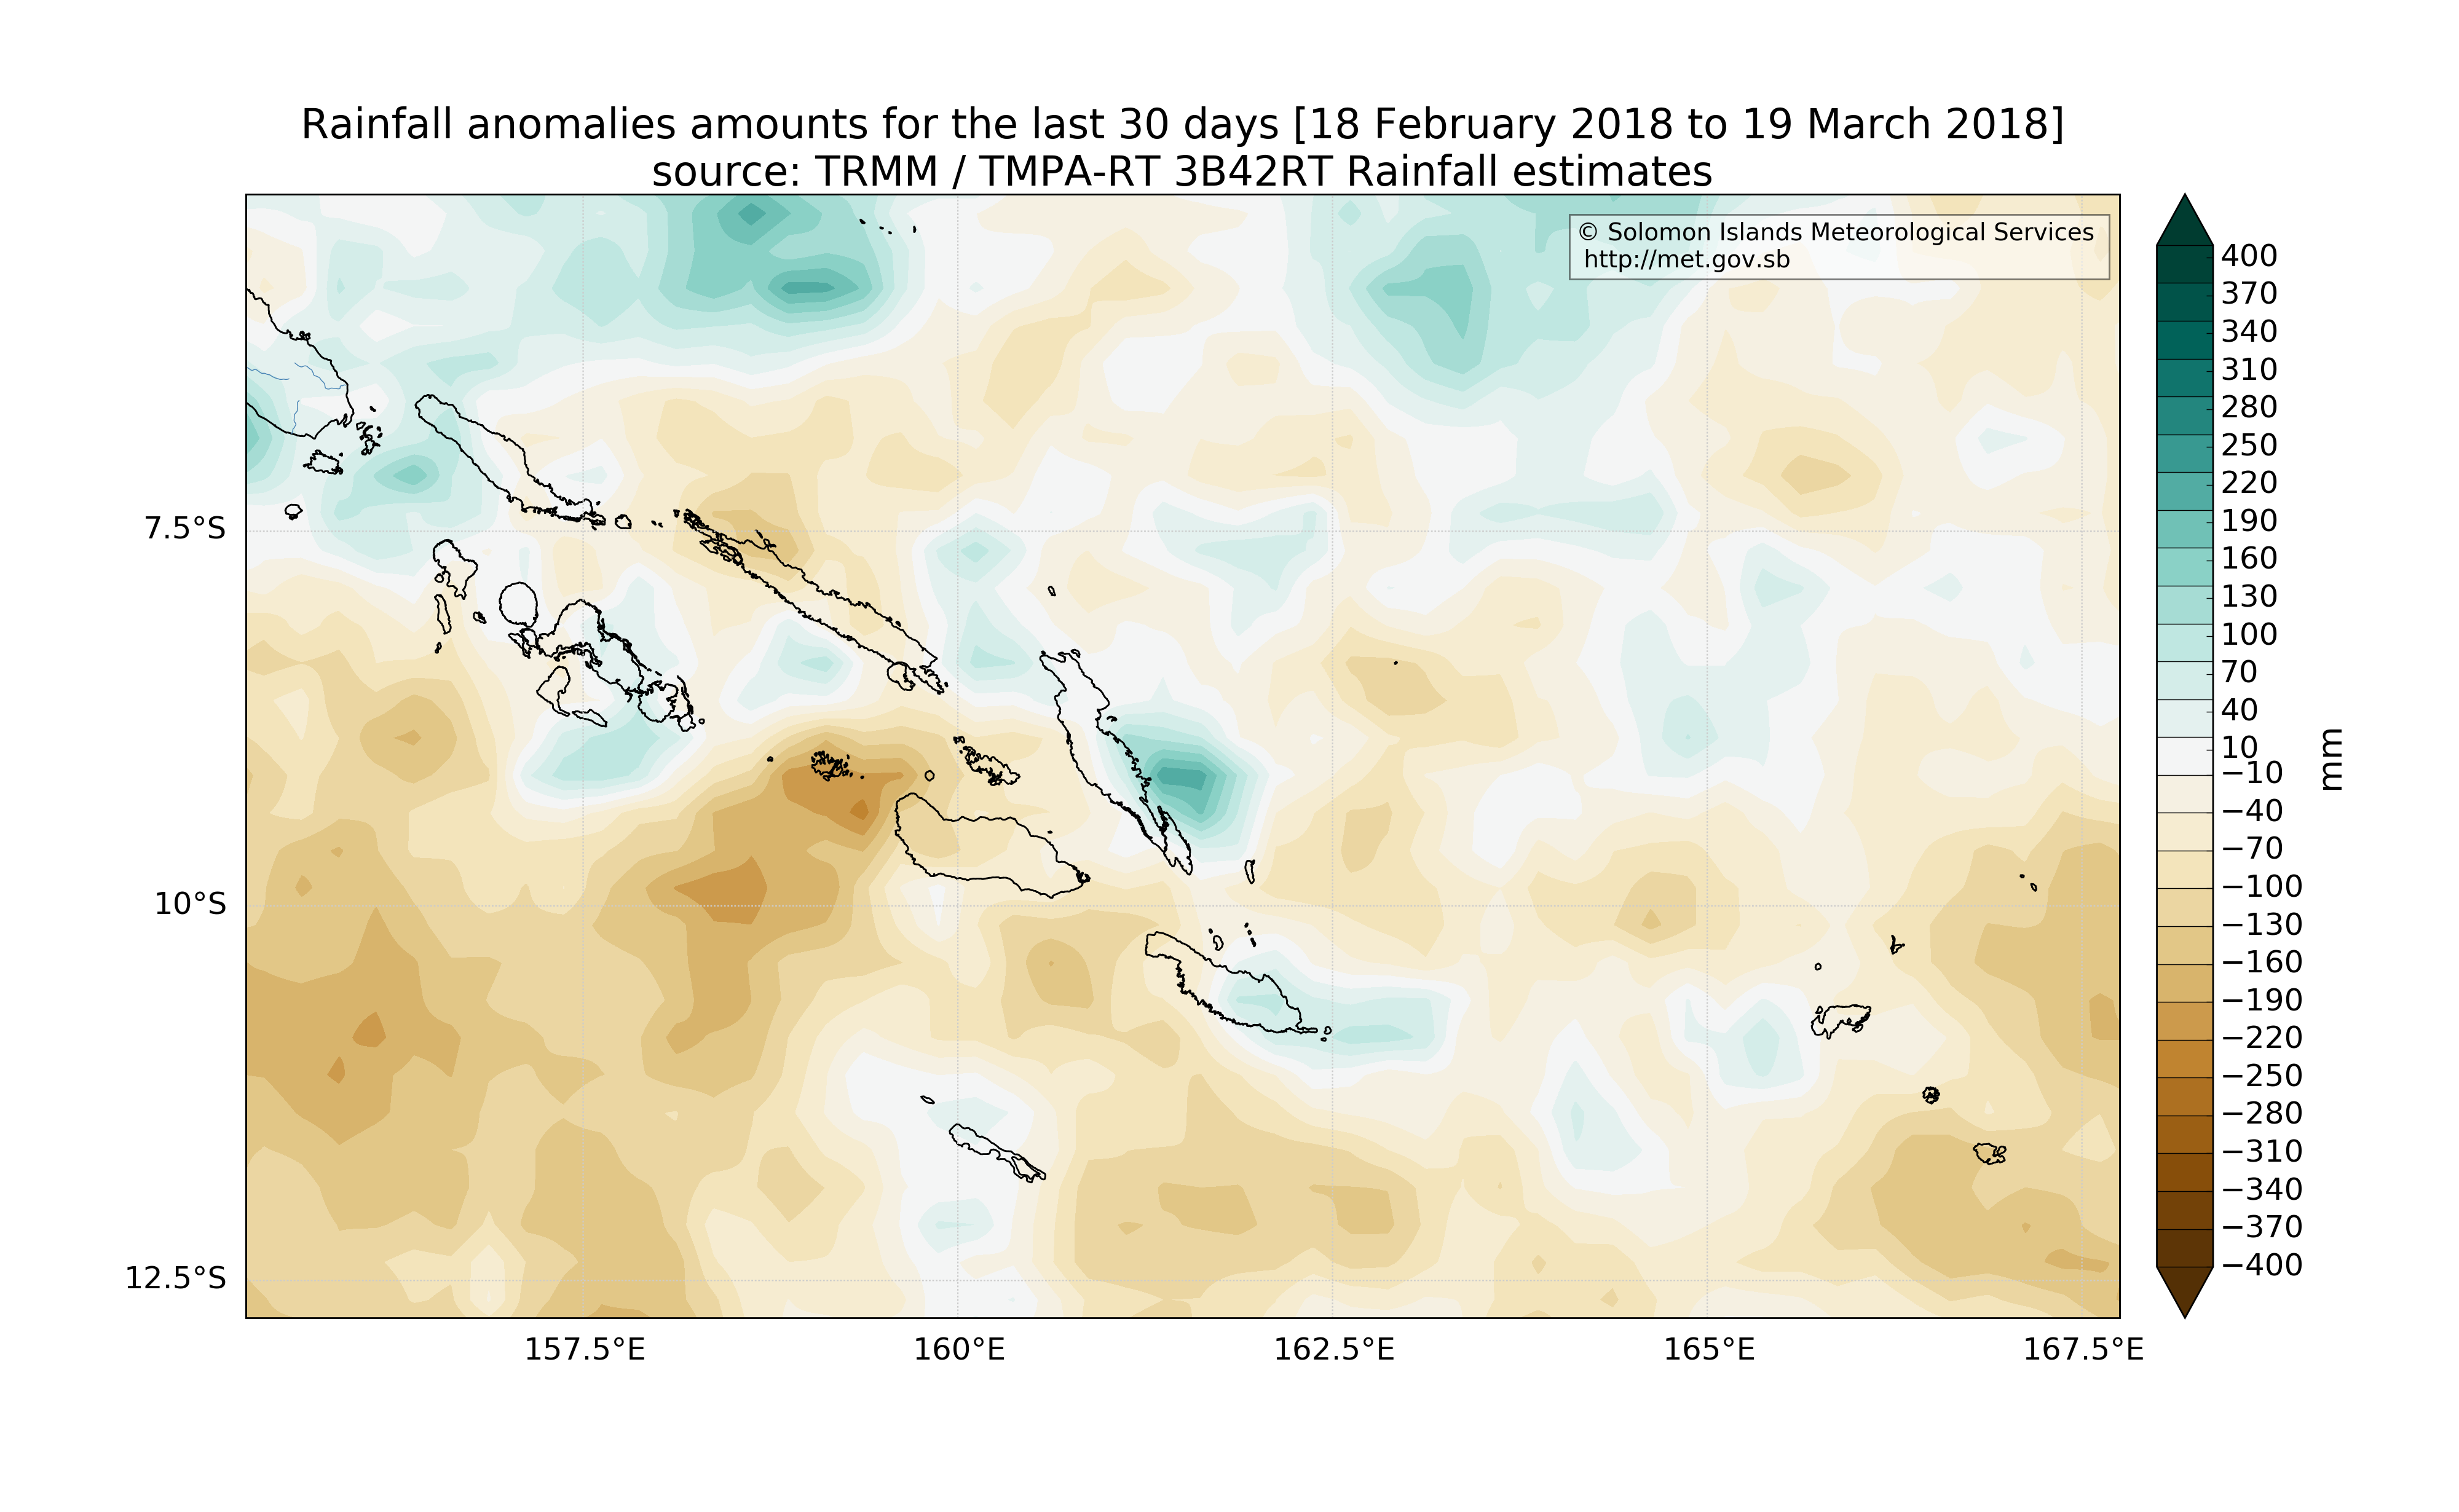 Rainfall anomalies amounts for the last 30 days [18 February 2018 to 19 March 2018]
source: TRMM / TMPA-RT 3B42RT Rainfall estimates
© Solomon Islands Meteorological Services
http://met.gov.sb
7.5°S
10°S
12.5°S
157.5°E
160°E
162.5°E
165°E
167.5°E
400
370
340
310
280
250
220
190
160
130
100
70
40
10
−10
−40
−70
−100
−130
−160
−190
−220
−250
−280
−310
−340
−370
−400
mm